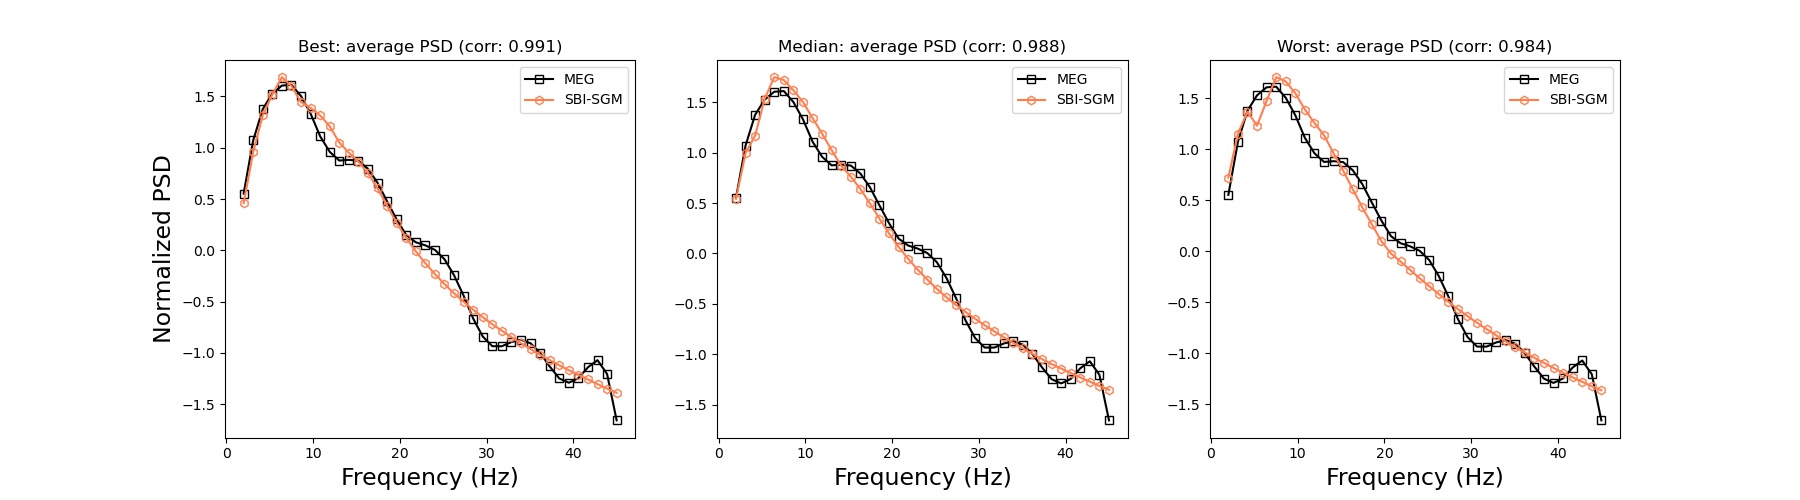 Best: average PSD (corr: 0.991)
Median: average PSD (corr: 0.988)
Worst: average PSD (corr: 0.984)
Normalized PSD
1.5
1.0
0.5
0.0
−0.5
−1.0
−1.5
MEG
SBI-SGM
0
10
20
30
40
Frequency (Hz)
1.5
1.0
0.5
0.0
−0.5
−1.0
−1.5
MEG
SBI-SGM
0
10
20
30
40
Frequency (Hz)
1.5
1.0
0.5
0.0
−0.5
−1.0
−1.5
MEG
SBI-SGM
0
10
20
30
40
Frequency (Hz)